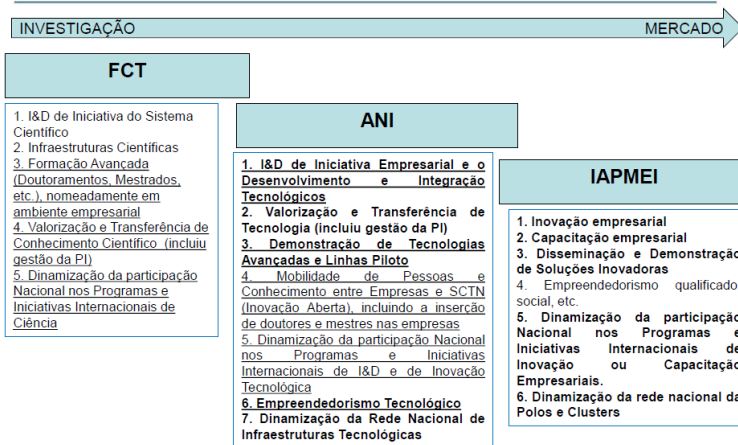 INVESTIGAÇÃO MERCADO
FCT
1. I&D de Iniciativa do Sistema
Científico
2. Infraestruturas Científicas
3. Formação Avançada
(Doutoramentos, Mestrados,
etc.), nomeadamente em
ambiente empresarial
4. Valorização e Transferência de
Conhecimento Científico (incluiu
gestão da PI)
5. Dinamização da participação
Nacional nos Programas e
Iniciativas Internacionais de
Ciência
ANI
1. I&D de Iniciativa Empresarial e o
Desenvolvimento e Integração
Tecnológicos
2. Valorização e Transferência de
Tecnologia (incluiu gestão da PI)
3. Demonstração de Tecnologias
Avançadas e Linhas Piloto
4. Mobilidade de Pessoas e
Conhecimento entre Empresas e SCTN
(Inovação Aberta), incluindo a inserção
de doutores e mestres nas empresas
5. Dinamização da participação Nacional
nos Programas e Iniciativas
Internacionais de I&D e de Inovação
Tecnológica
6. Empreendedorismo Tecnológico
7. Dinamização da Rede Nacional de
Infraestruturas Tecnológicas
IAPMEI
1. Inovação empresarial
2. Capacitação empresarial
3. Disseminação e Demonstração
de Soluções Inovadoras
4. Empreendedorismo qualificado,
social, etc.
5. Dinamização da participação
Nacional nos Programas e
Iniciativas Internacionais de
Inovação ou Capacitação
Empresariais.
6. Dinamização da rede nacional da
Polos e Clusters